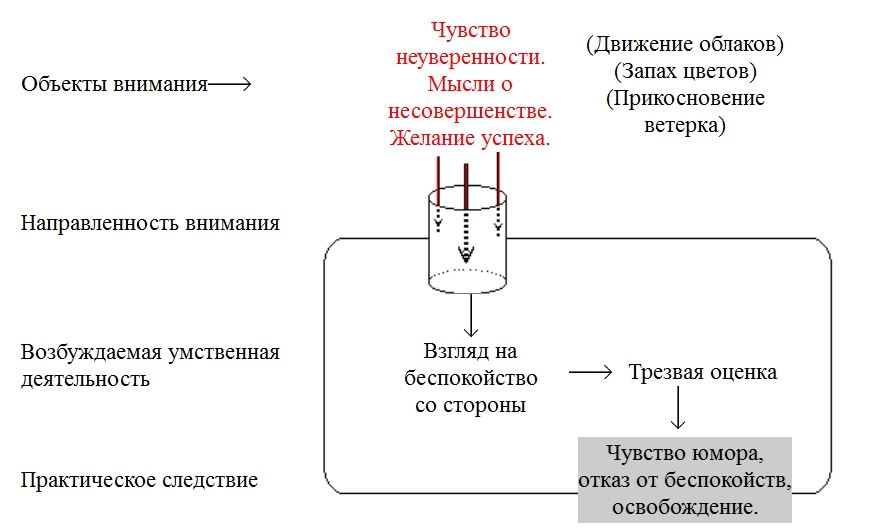 Объекты внимания
Чувство
неуверенности.
Мысли о
несовершенстве.
Желание успеха.
(Движение облаков)
(Запах цветов)
(Прикосновение
ветерка)
Направленность внимания
Возбуждаемая умственная
деятельность
Взгляд на
беспокойство
со стороны
Трезвая оценка
Практическое следствие
Чувство юмора,
отказ от беспокойств,
освобождение.